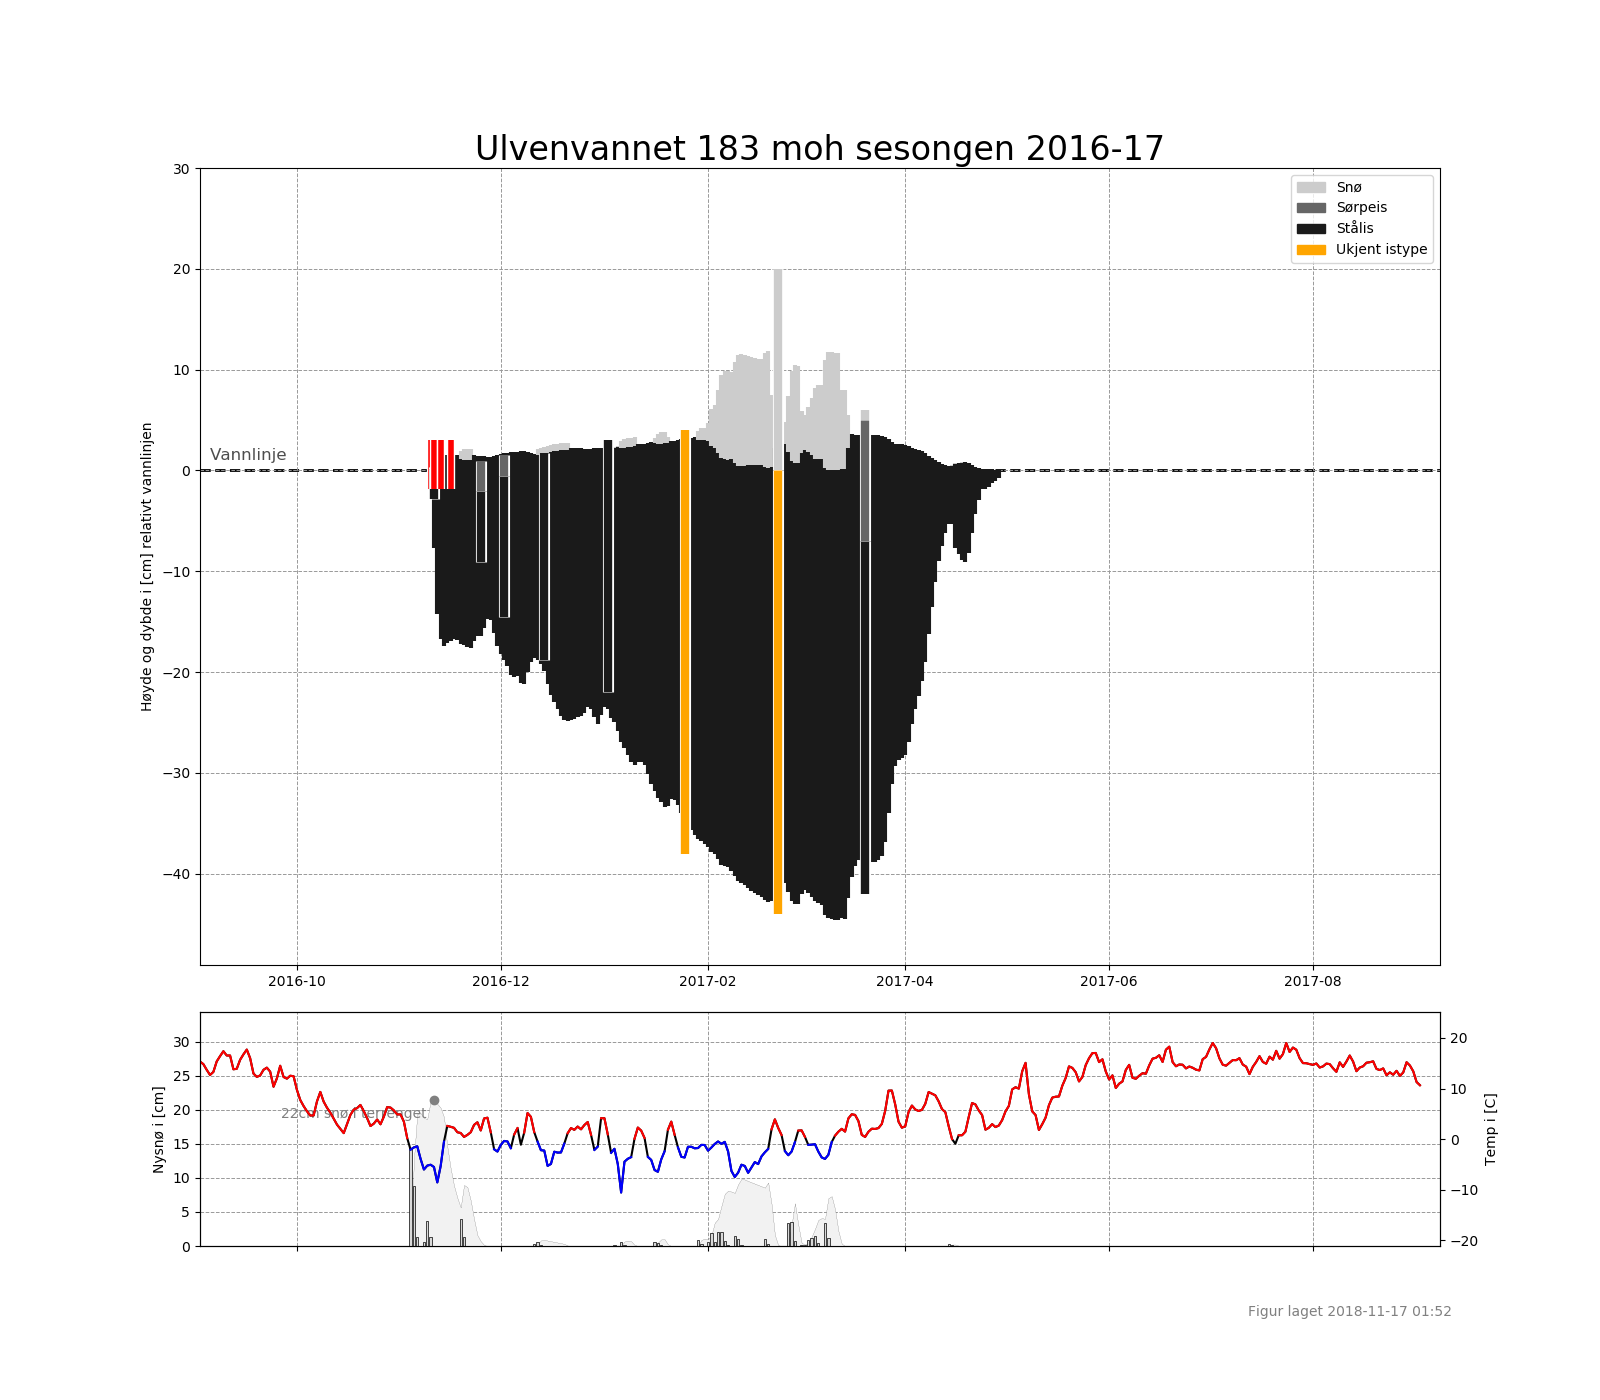 Ulvenvannet 183 moh sesongen 2016-17
30
20
10
0
−10
−20
−30
−40
Høyde og dybde i [cm] relativt vannlinjen
Vannlinje
Snø
Sørpeis
Stålis
Ukjent istype
2016-10
2016-12
2017-02
2017-04
2017-06
2017-08
30
25
20
15
10
5
0
Nysnø i [cm]
22cm snø i terrenget
20
10
0
−10
−20
Temp i [C]
Figur laget 2018-11-17 01:52